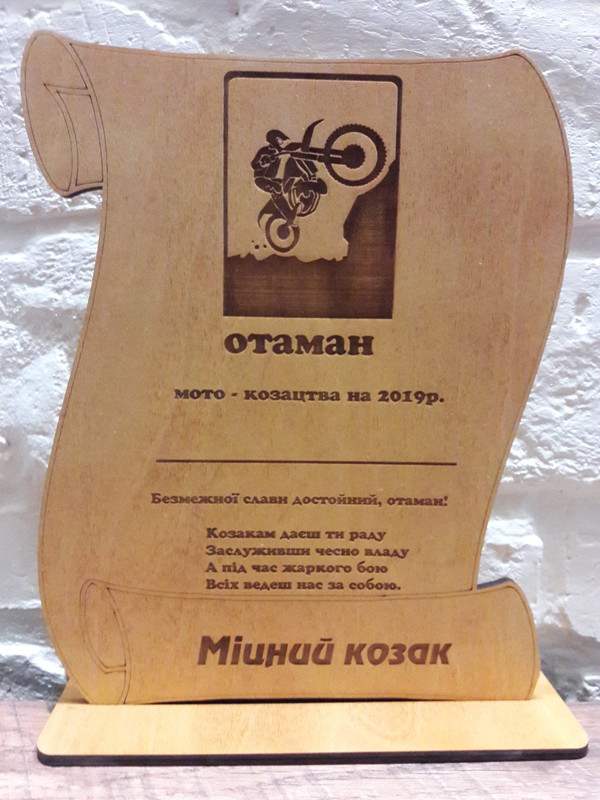 отаман
мото - козацтва на 2019р.
Безмежної слави достойний, отаман!
Козакам даєш ти раду
Заслуживши чесно владу
А під час жаркого бою
Всіх ведеш нас за собою.
Міцний козак